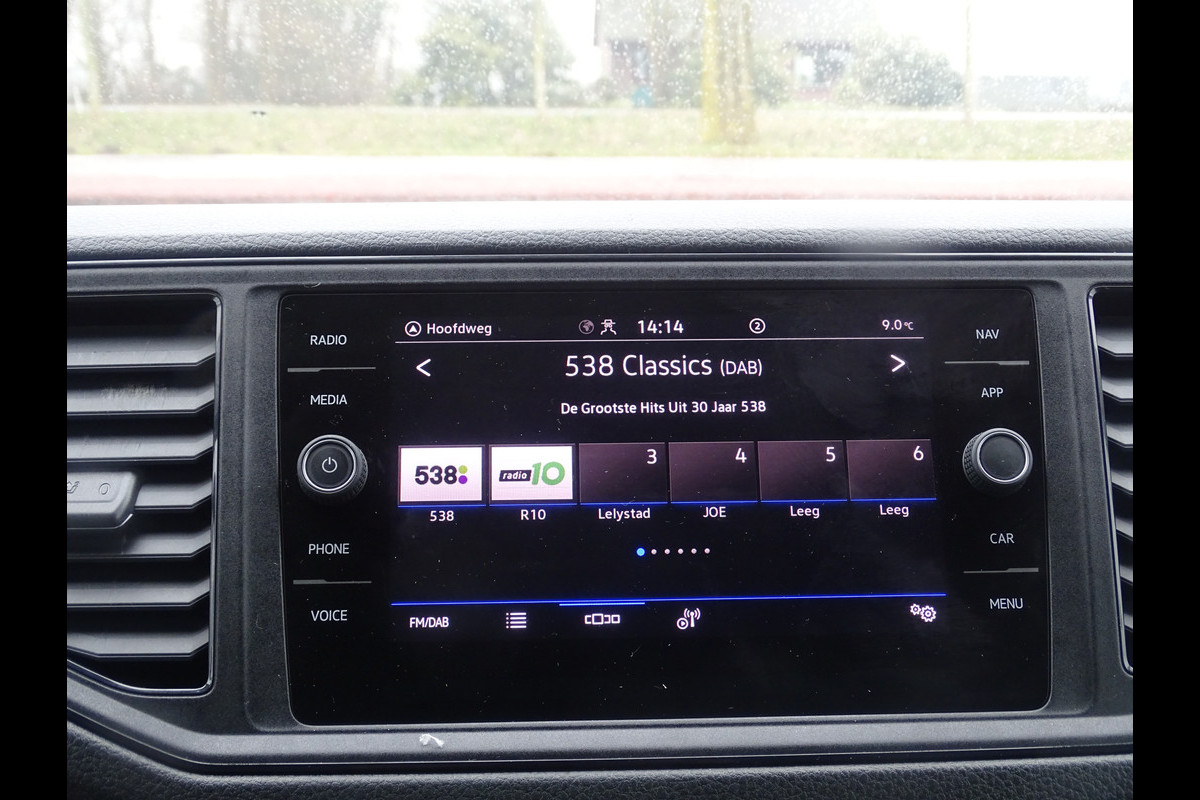 RADIO
MEDIA
PHONE
VOICE
Hoofdweg 14:14 2 9.0°C
< 538 Classics (DAB) >
De Grootste Hits Uit 30 Jaar 538
538 radio 10 3 4 5 6
538 R10 Lelystad JOE Leeg Leeg
FM/DAB
NAV
APP
CAR
MENU